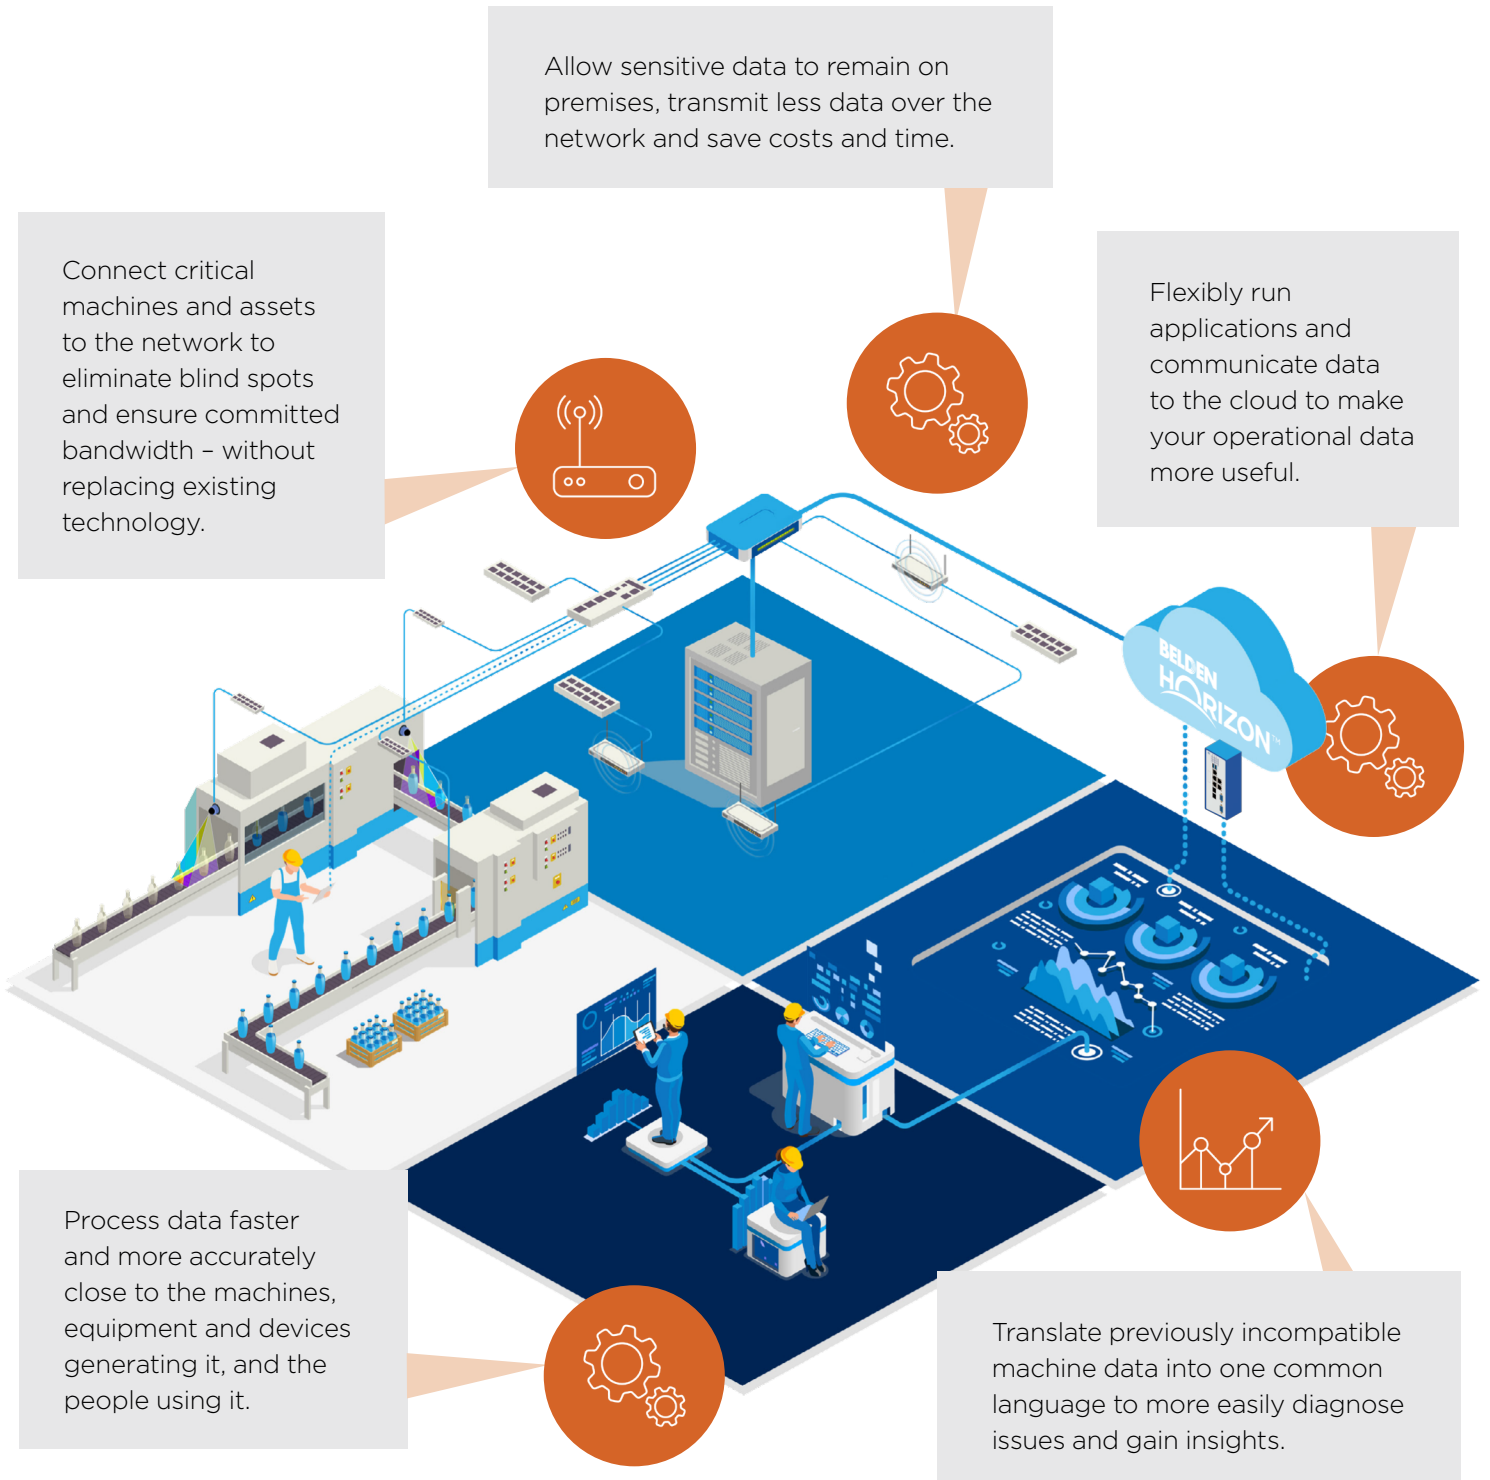 Allow sensitive data to remain on
premises, transmit less data over the
network and save costs and time.
Connect critical
machines and assets
to the network to
eliminate blind spots
and ensure committed
bandwidth – without
replacing existing
technology.
Flexibly run
applications and
communicate data
to the cloud to make
your operational data
more useful.
BELDEN
HORIZON™
Process data faster
and more accurately
close to the machines,
equipment and devices
generating it, and the
people using it.
Translate previously incompatible
machine data into one common
language to more easily diagnose
issues and gain insights.